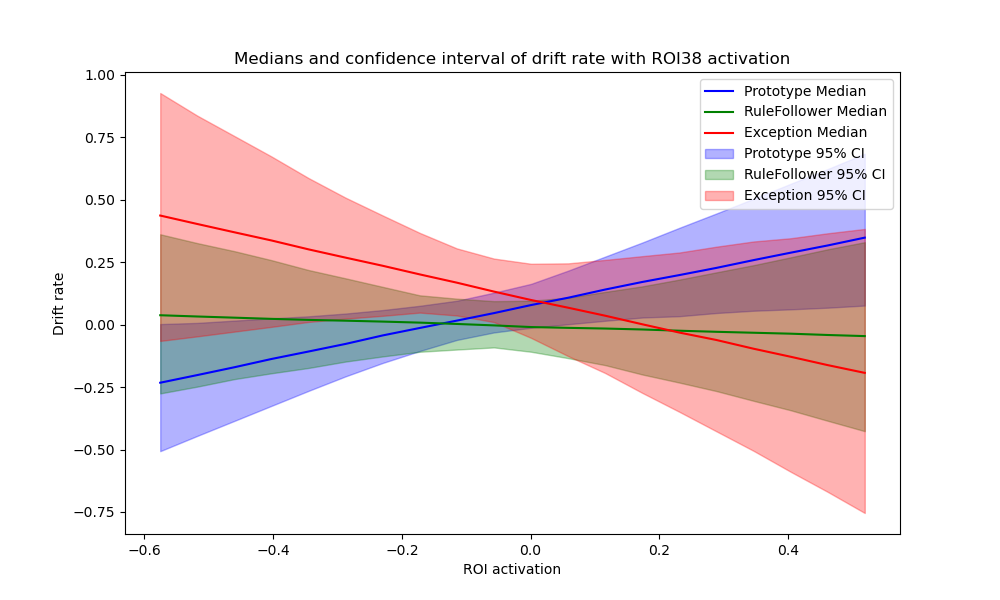 Medians and confidence interval of drift rate with ROI38 activation
1.00
0.75
0.50
0.25
0.00
−0.25
−0.50
−0.75
Drift rate
Prototype Median
RuleFollower Median
Exception Median
Prototype 95% CI
RuleFollower 95% CI
Exception 95% CI
−0.6
−0.4
−0.2
0.0
0.2
0.4
ROI activation